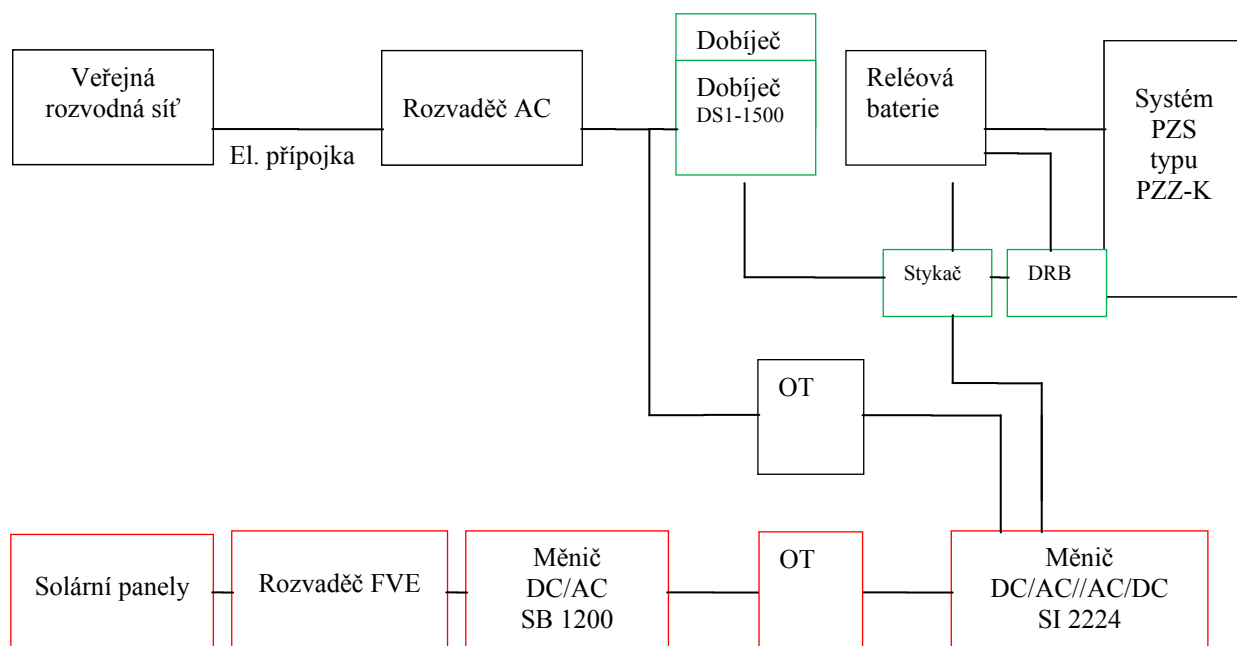 Veřejná
rozvodná síť
El. přípojka
Rozvaděč AC
Dobíječ
Dobíječ
DS1-1500
Reléová
baterie
Systém
PZS
typu
PZZ-K
Stykač
DRB
OT
Solární panely
Rozvaděč FVE
Měnič
DC/AC
SB 1200
OT
Měnič
DC/AC//AC/DC
SI 2224